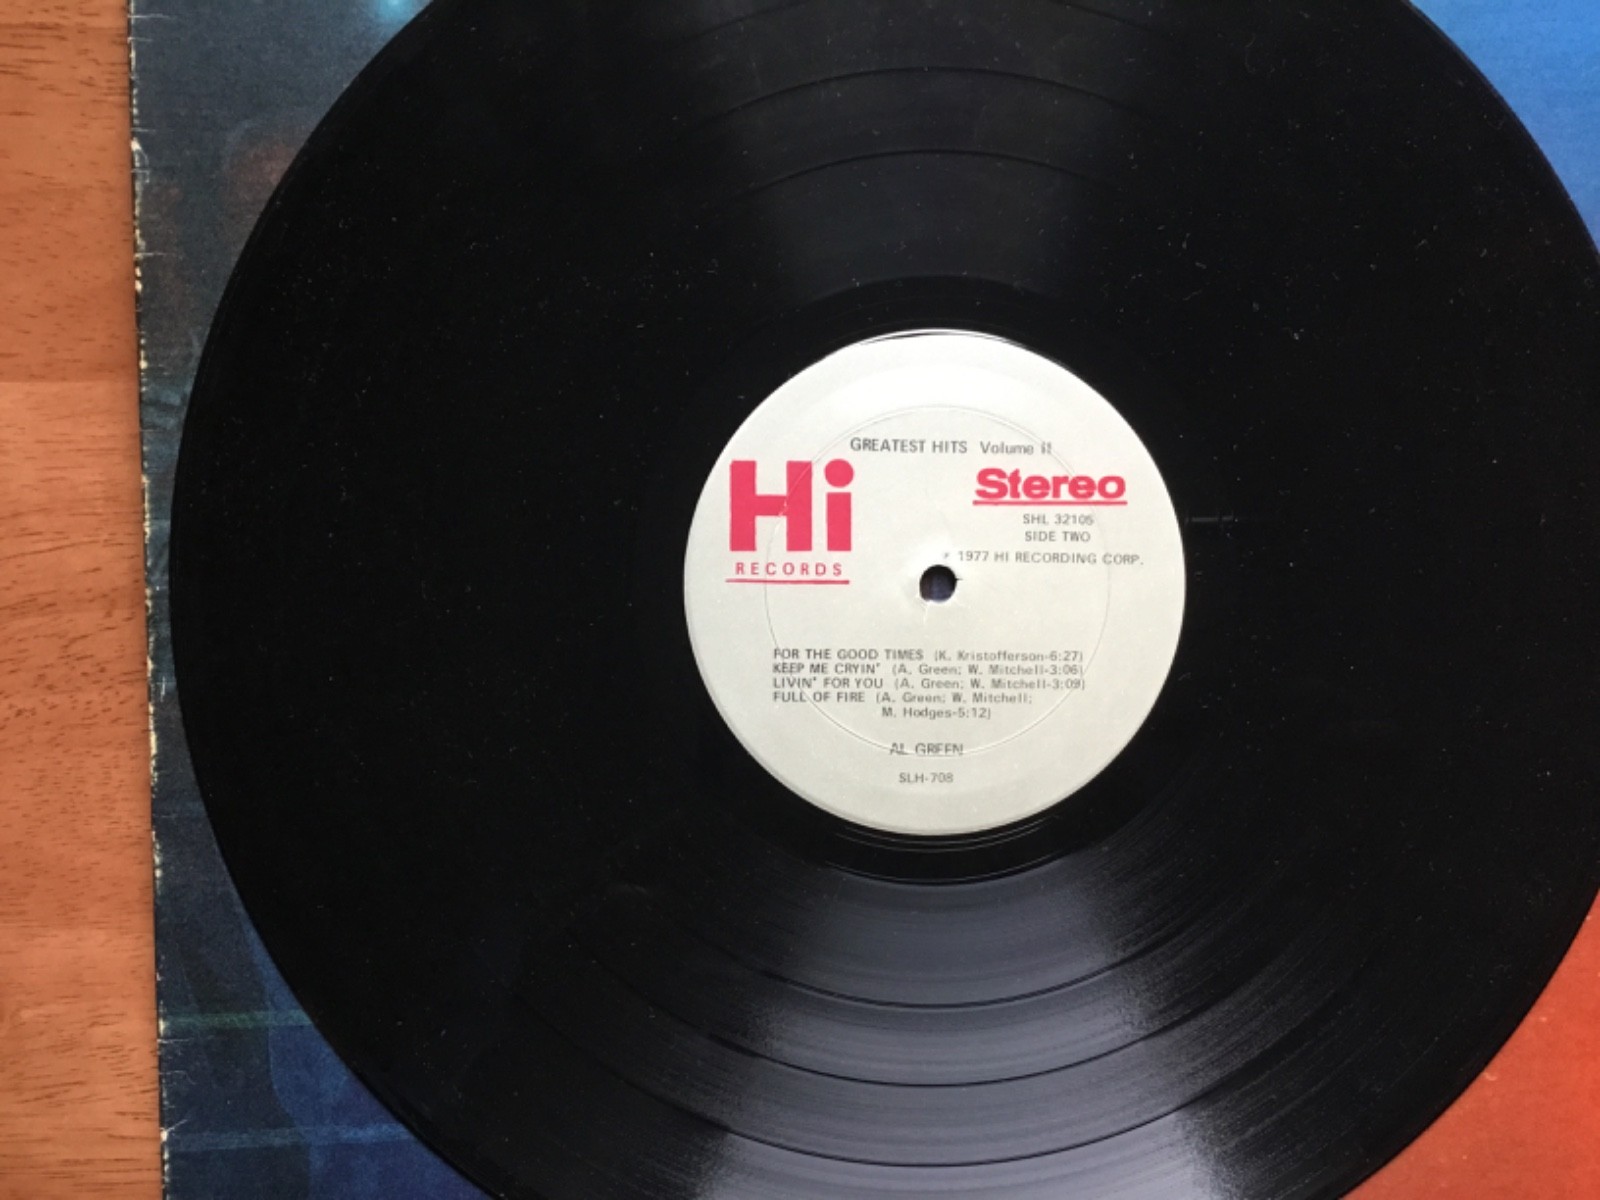 GREATEST HITS Volume II
Hi
RECORDS
Stereo
SHL 32105
SIDE TWO
℗ 1977 HI RECORDING CORP.
FOR THE GOOD TIMES (K. Kristofferson-6:27)
KEEP ME CRYIN' (A. Green; W. Mitchell-3:06)
LIVIN' FOR YOU (A. Green; W. Mitchell-3:09)
FULL OF FIRE (A. Green; W. Mitchell;
M. Hodges-5:12)
AL GREEN
SLH-708